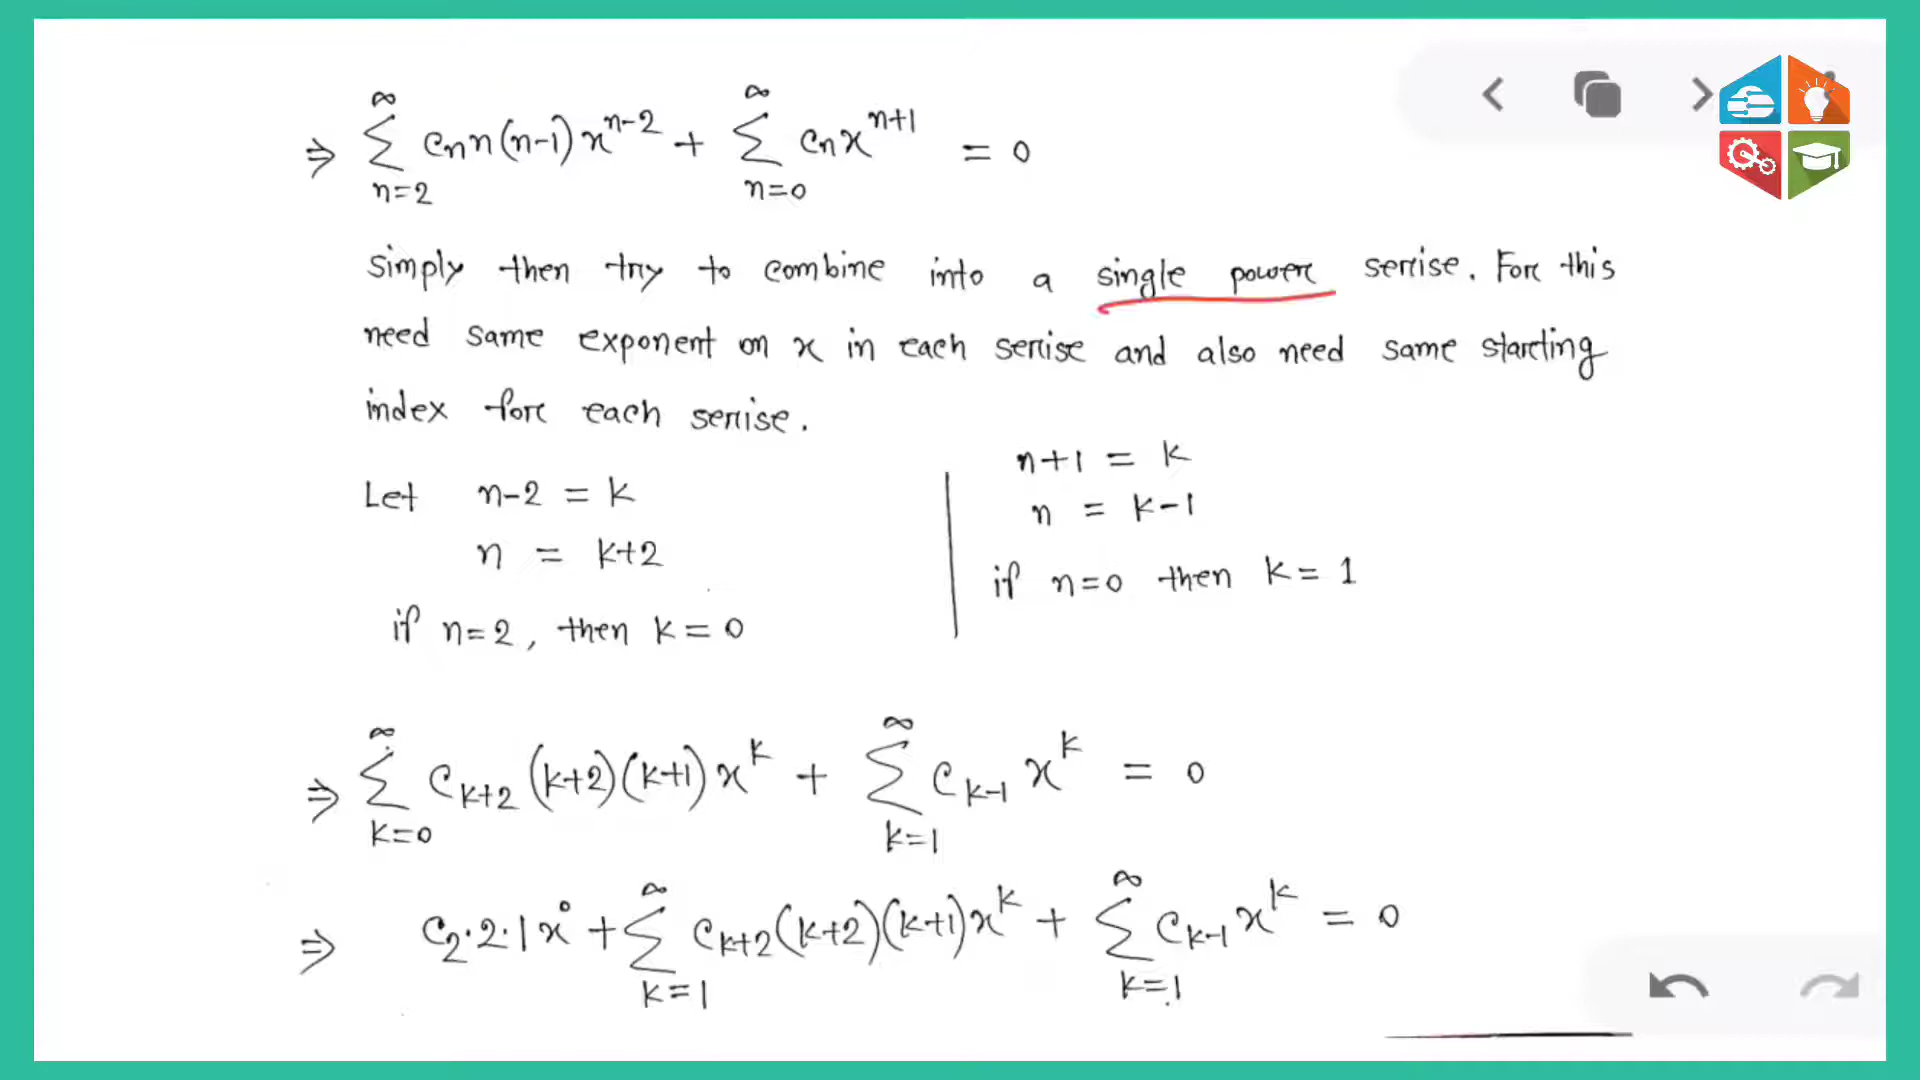 ⇒ ∞∑n=2 cn n(n-1) x^{n-2} + ∞∑n=0 cn x^{n+1} = 0
simply then try to combine into a single power serise. For this
need same exponent on x in each serise and also need same starting
index for each serise.
Let n-2 = k
n = k+2
if n=2, then k=0
n+1 = k
n = k-1
if n=0 then k= 1
⇒ ∞∑k=0 c_{k+2} (k+2)(k+1) x^k + ∞∑k=1 c_{k-1} x^k = 0
⇒ c_2·2·1 x^0 + ∞∑k=1 c_{k+2}(k+2)(k+1)x^k + ∞∑k=1 c_{k-1} x^k = 0